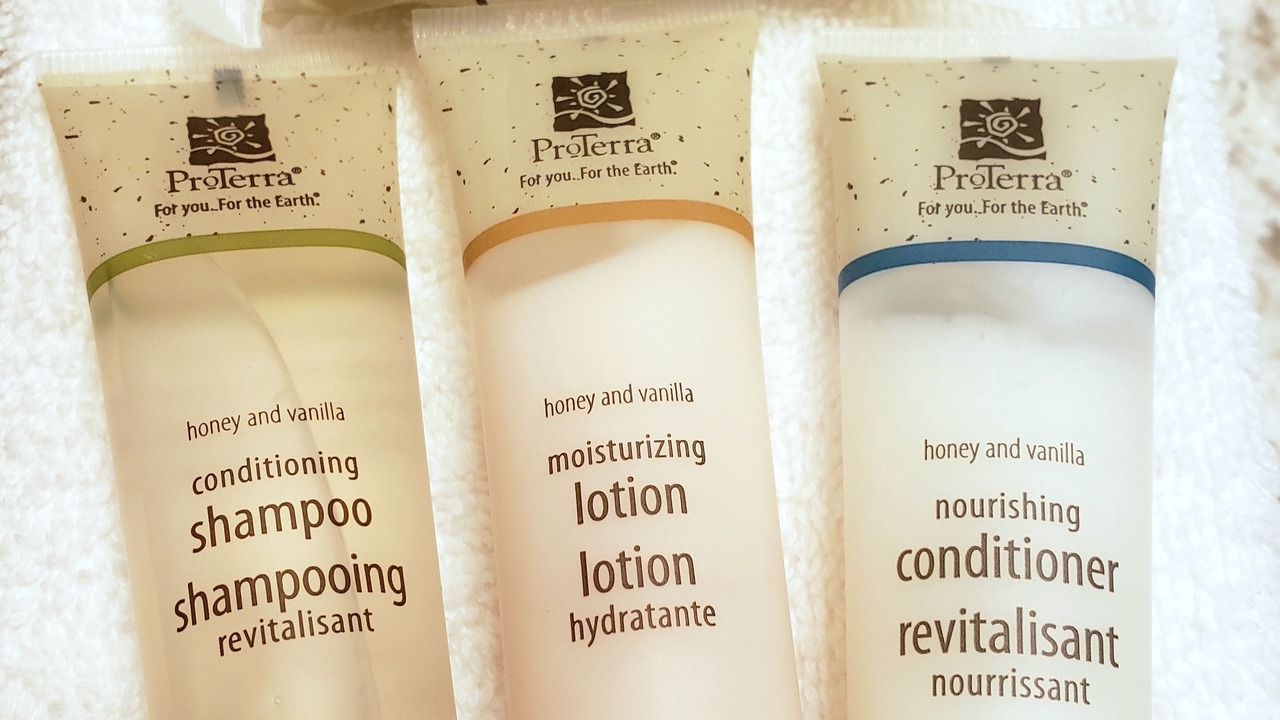 ProTerra®
For you..For the Earth.®
honey and vanilla
conditioning
shampoo
shampooing
revitalisant
ProTerra®
For you..For the Earth.®
honey and vanilla
moisturizing
lotion
lotion
hydratante
ProTerra®
For you..For the Earth.®
honey and vanilla
nourishing
conditioner
revitalisant
nourrissant